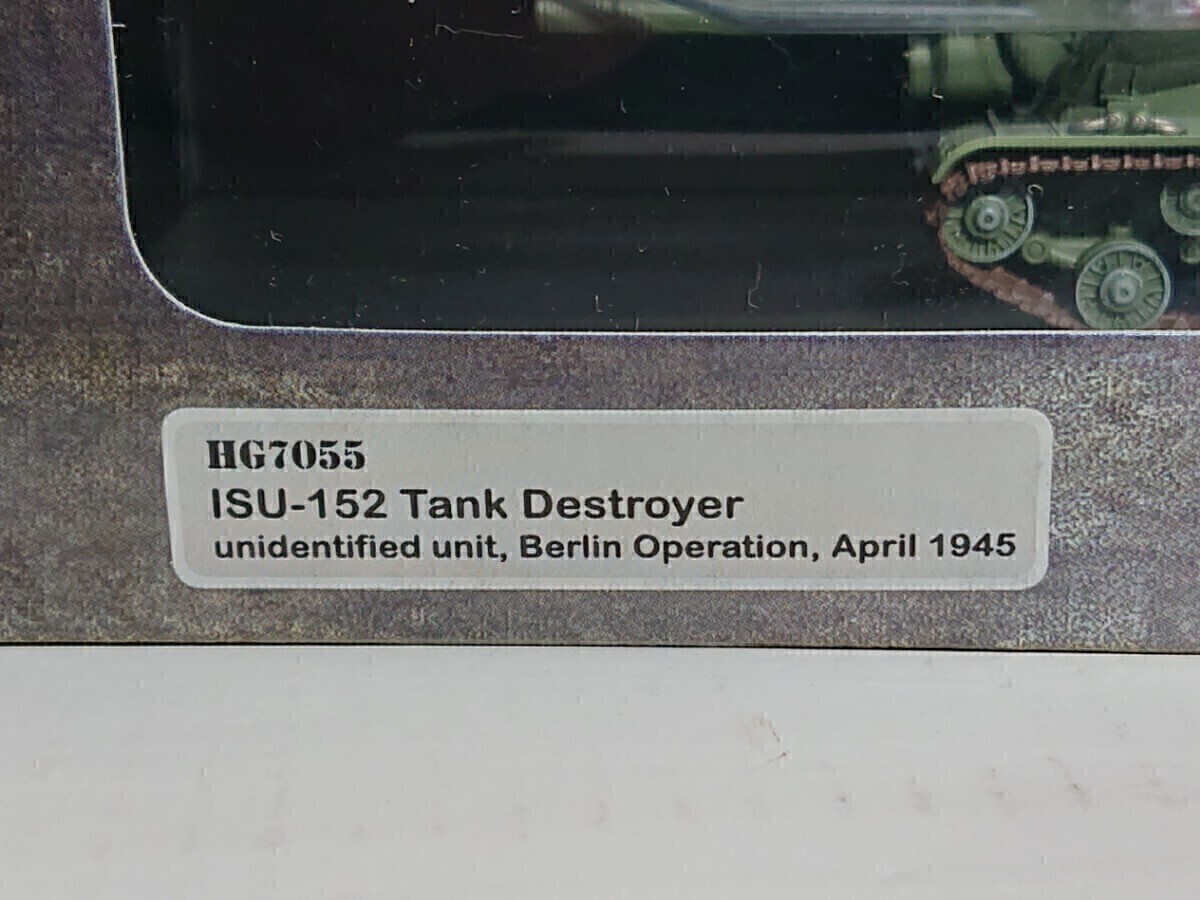 HG7055
ISU-152 Tank Destroyer
unidentified unit, Berlin Operation, April 1945